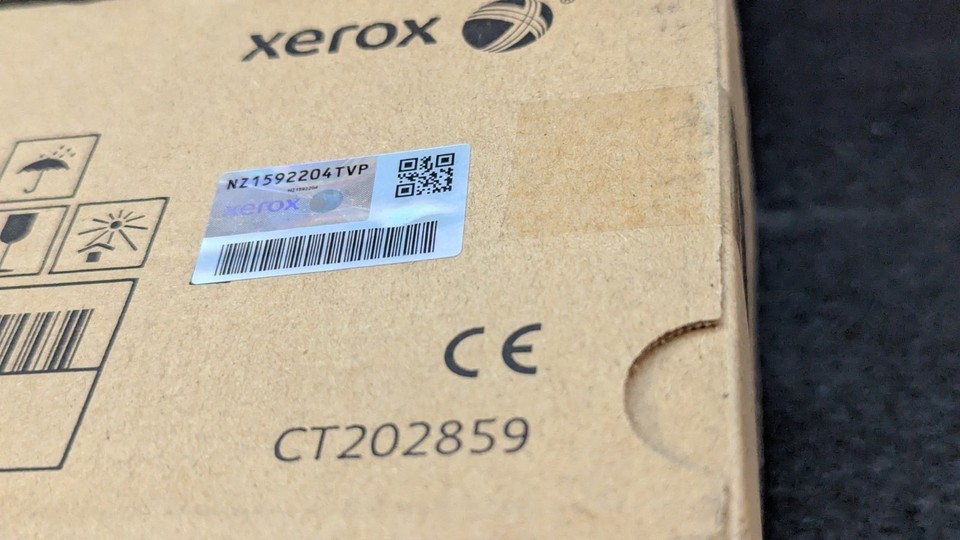 xerox
NZ1592204TVP
xerox
CE
CT202859